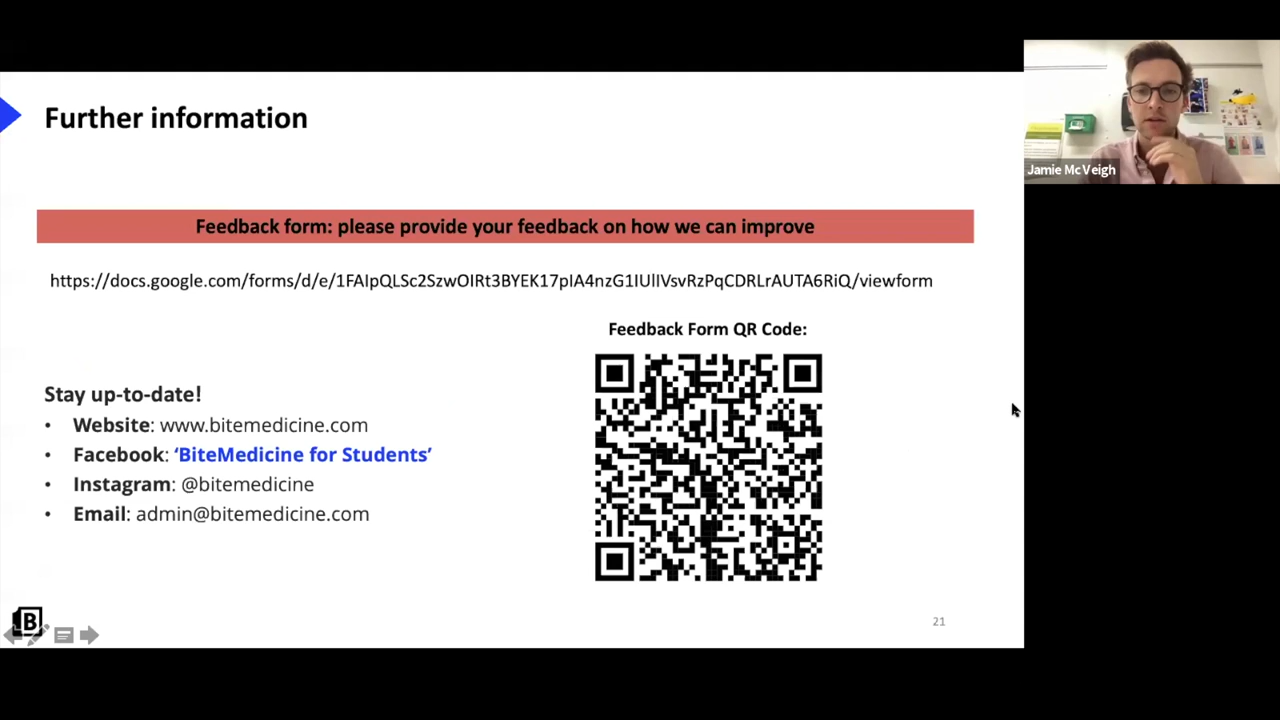 Further information
Jamie McVeigh
Feedback form: please provide your feedback on how we can improve
https://docs.google.com/forms/d/e/1FAIpQLSc2SzwOIRt3BYEK17pIA4nzG1IUlIVsvRzPqCDRLrAUTA6RiQ/viewform
Feedback Form QR Code:
Stay up-to-date!
• Website: www.bitemedicine.com
• Facebook: ‘BiteMedicine for Students’
• Instagram: @bitemedicine
• Email: admin@bitemedicine.com
B
21